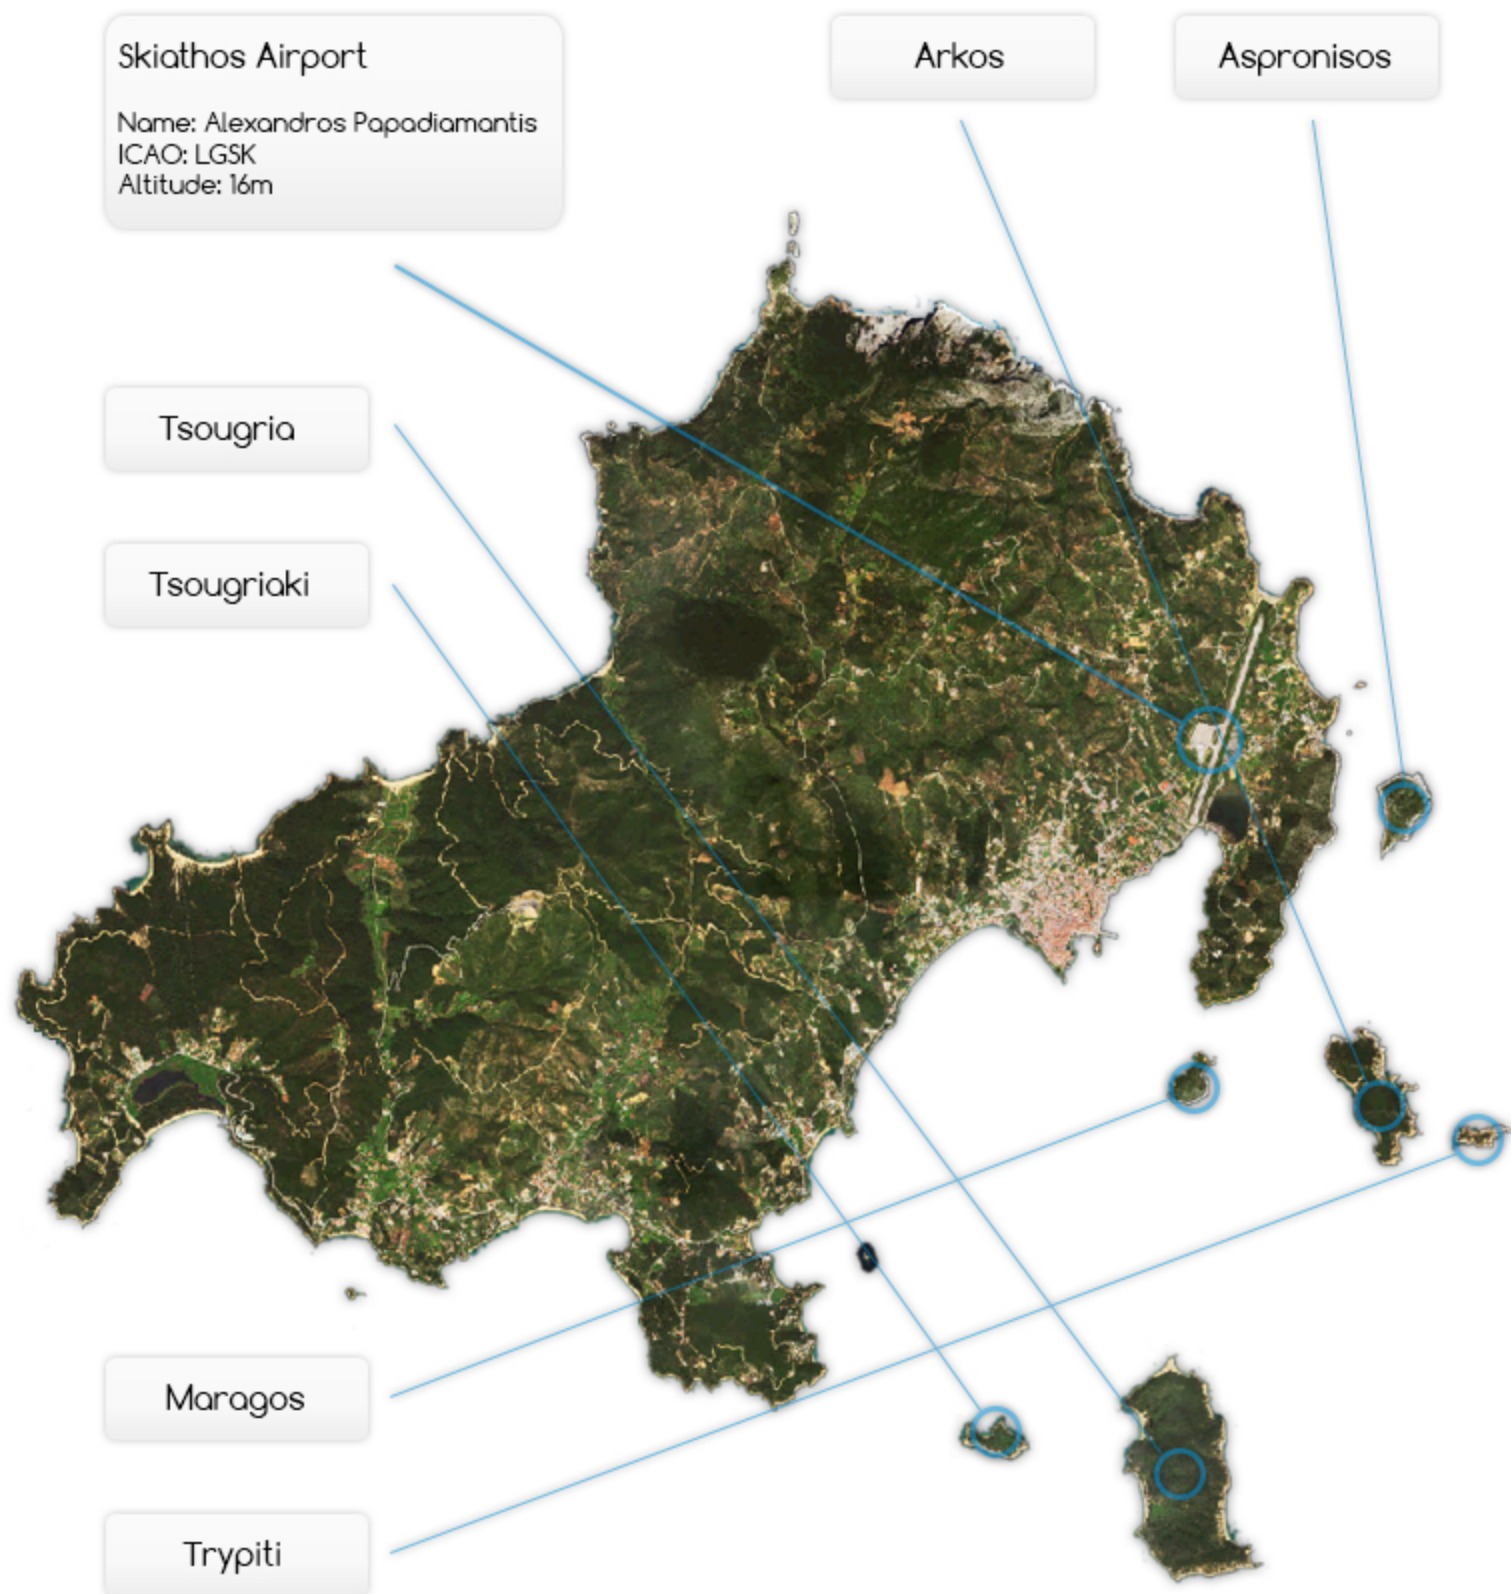 Skiathos Airport
Name: Alexandros Papadiamantis
ICAO: LGSK
Altitude: 16m
Arkos
Aspronisos
Tsougria
Tsougriaki
Maragos
Trypiti